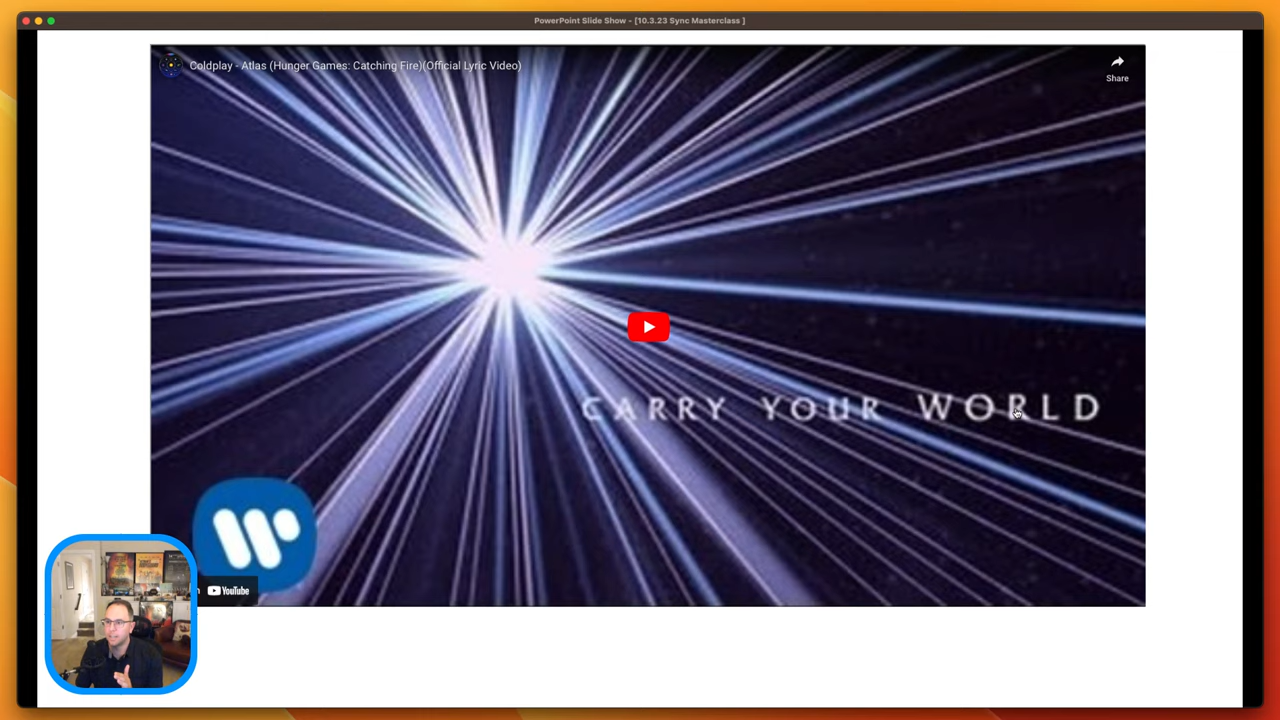 PowerPoint Slide Show - [10.3.23 Sync Masterclass ]
Coldplay - Atlas (Hunger Games: Catching Fire)(Official Lyric Video)
Share
CARRY YOUR WORLD
YouTube